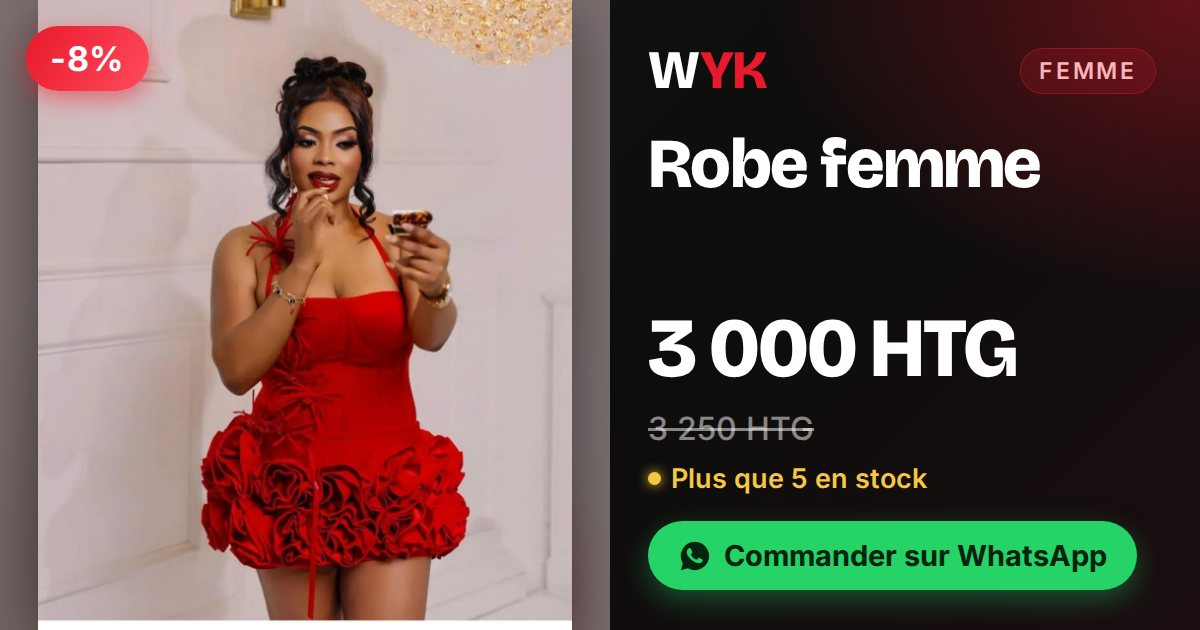 -8%
WYK
FEMME
Robe femme
3 000 HTG
3 250 HTG
Plus que 5 en stock
Commander sur WhatsApp